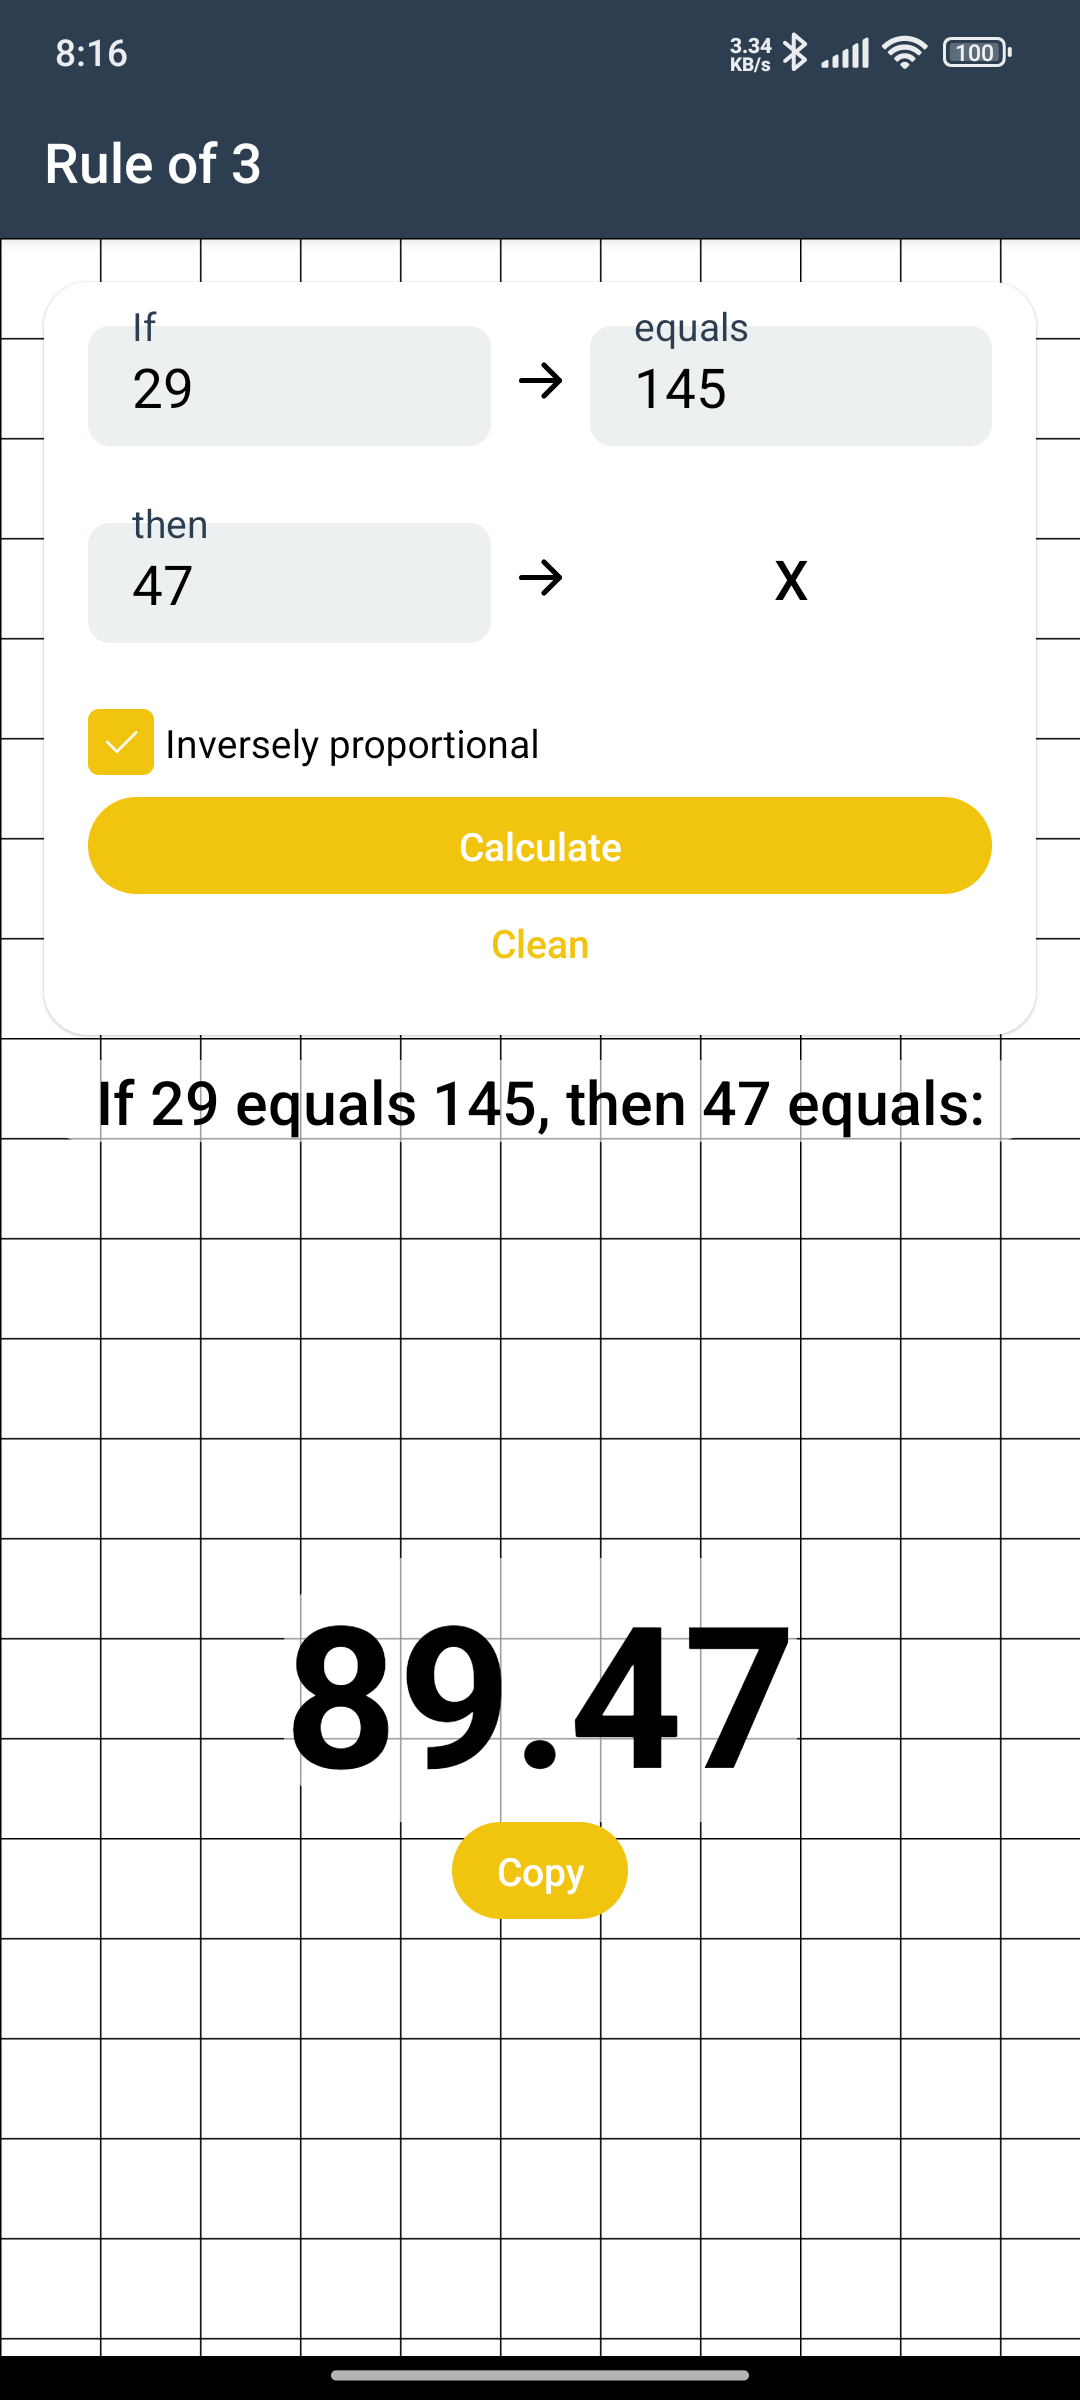 8:16
3.34
KB/s
100
Rule of 3
If
equals
29
145
then
47
X
Inversely proportional
Calculate
Clean
If 29 equals 145, then 47 equals:
89.47
Copy